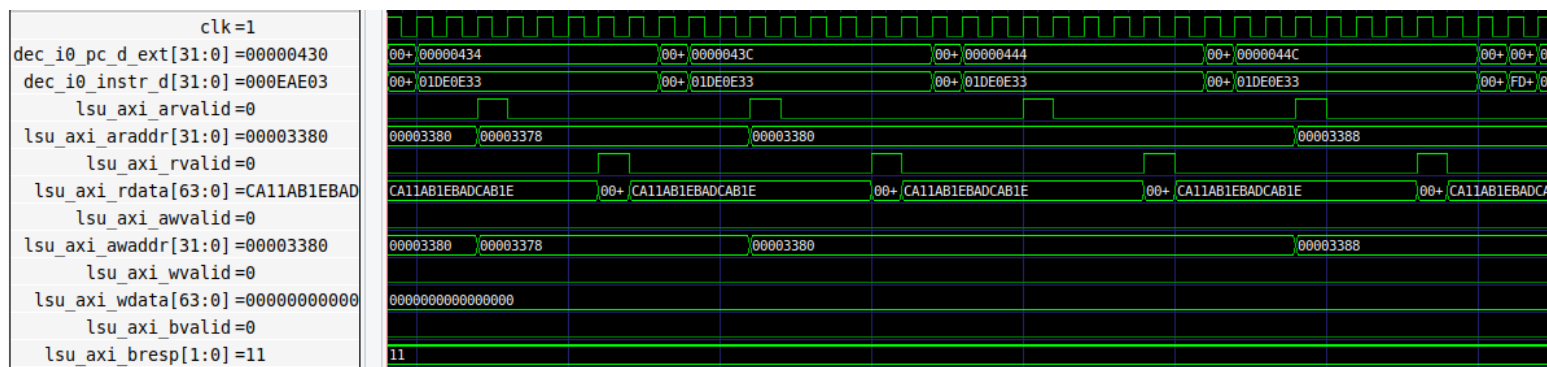 clk=1
dec_i0_pc_d_ext[31:0]=00000430 00+ 00000434 00+ 0000043C 00+ 00000444 00+ 0000044C 00+ 00+ 0
dec_i0_instr_d[31:0]=000EAE03 00+ 01DE0E33 00+ 01DE0E33 00+ 01DE0E33 00+ 01DE0E33 00+ FD+ 0
lsu_axi_arvalid=0
lsu_axi_araddr[31:0]=00003380 00003380 00003378 00003380 00003388
lsu_axi_rvalid=0
lsu_axi_rdata[63:0]=CA11AB1EBAD CA11AB1EBADCAB1E 00+ CA11AB1EBADCAB1E 00+ CA11AB1EBADCAB1E 00+ CA11AB1EBADCAB1E 00+ CA11AB1EBADCA
lsu_axi_awvalid=0
lsu_axi_awaddr[31:0]=00003380 00003380 00003378 00003380 00003388
lsu_axi_wvalid=0
lsu_axi_wdata[63:0]=00000000000 0000000000000000
lsu_axi_bvalid=0
lsu_axi_bresp[1:0]=11 11